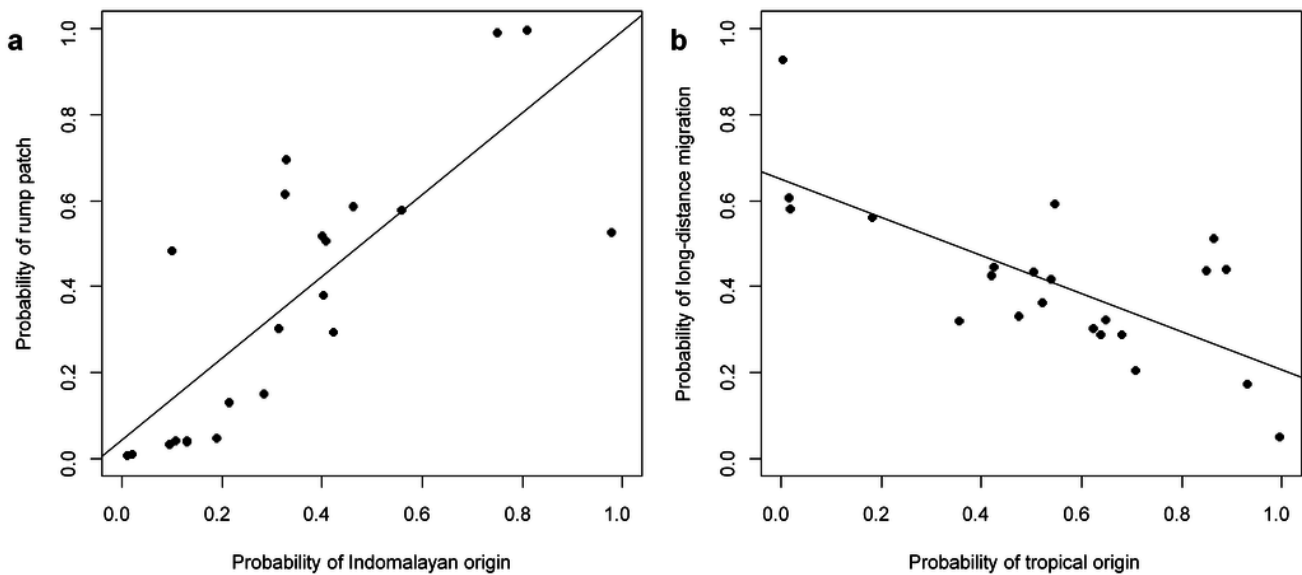 a
Probability of rump patch
1.0
0.8
0.6
0.4
0.2
0.0
0.0 0.2 0.4 0.6 0.8 1.0
Probability of Indomalayan origin
b
Probability of long-distance migration
1.0
0.8
0.6
0.4
0.2
0.0
0.0 0.2 0.4 0.6 0.8 1.0
Probability of tropical origin